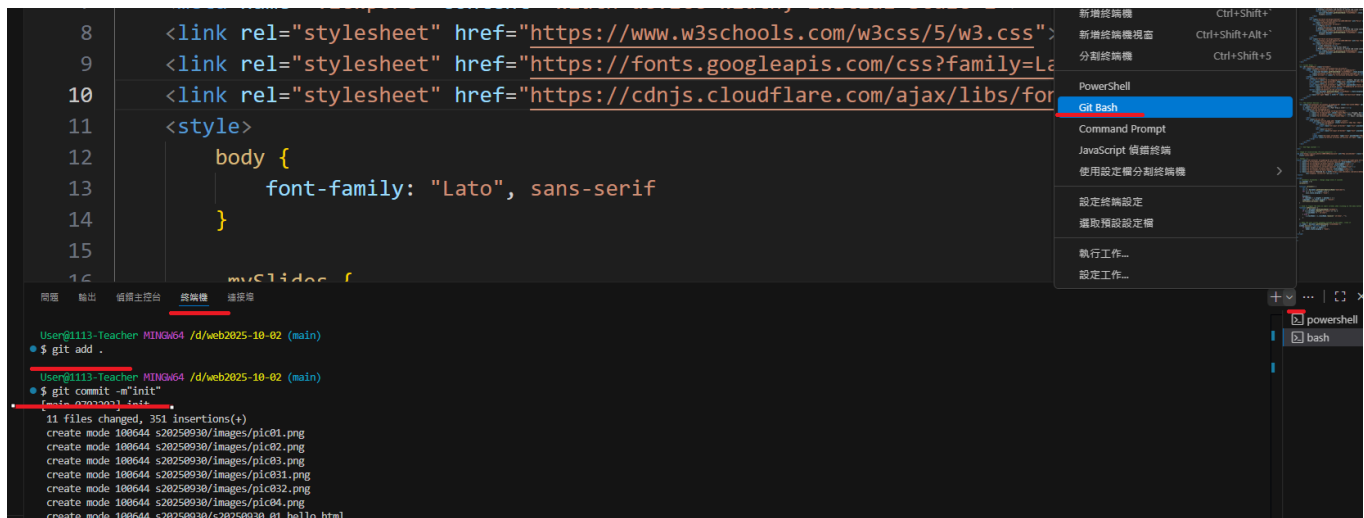 8 <link rel="stylesheet" href="https://www.w3schools.com/w3css/5/w3.css">
9 <link rel="stylesheet" href="https://fonts.googleapis.com/css?family=La
10 <link rel="stylesheet" href="https://cdnjs.cloudflare.com/ajax/libs/for
11 <style>
12 body {
13 font-family: "Lato", sans-serif
14 }
15
16 .mySlides {
新增終端機 Ctrl+Shift+`
新增終端機視窗 Ctrl+Shift+Alt+`
分割終端機 Ctrl+Shift+5
PowerShell
Git Bash
Command Prompt
JavaScript 偵錯終端
使用設定檔分割終端機
設定終端設定
選取預設設定檔
執行工作...
設定工作...
問題 輸出 偵錯主控台 終端機 連接埠
User@1113-Teacher MINGW64 /d/web2025-10-02 (main)
$ git add .
User@1113-Teacher MINGW64 /d/web2025-10-02 (main)
$ git commit -m"init"
11 files changed, 351 insertions(+)
create mode 100644 s20250930/images/pic01.png
create mode 100644 s20250930/images/pic02.png
create mode 100644 s20250930/images/pic03.png
create mode 100644 s20250930/images/pic031.png
create mode 100644 s20250930/images/pic032.png
create mode 100644 s20250930/images/pic04.png
create mode 100644 s20250930/s20250930_01_hello.html
powershell
bash